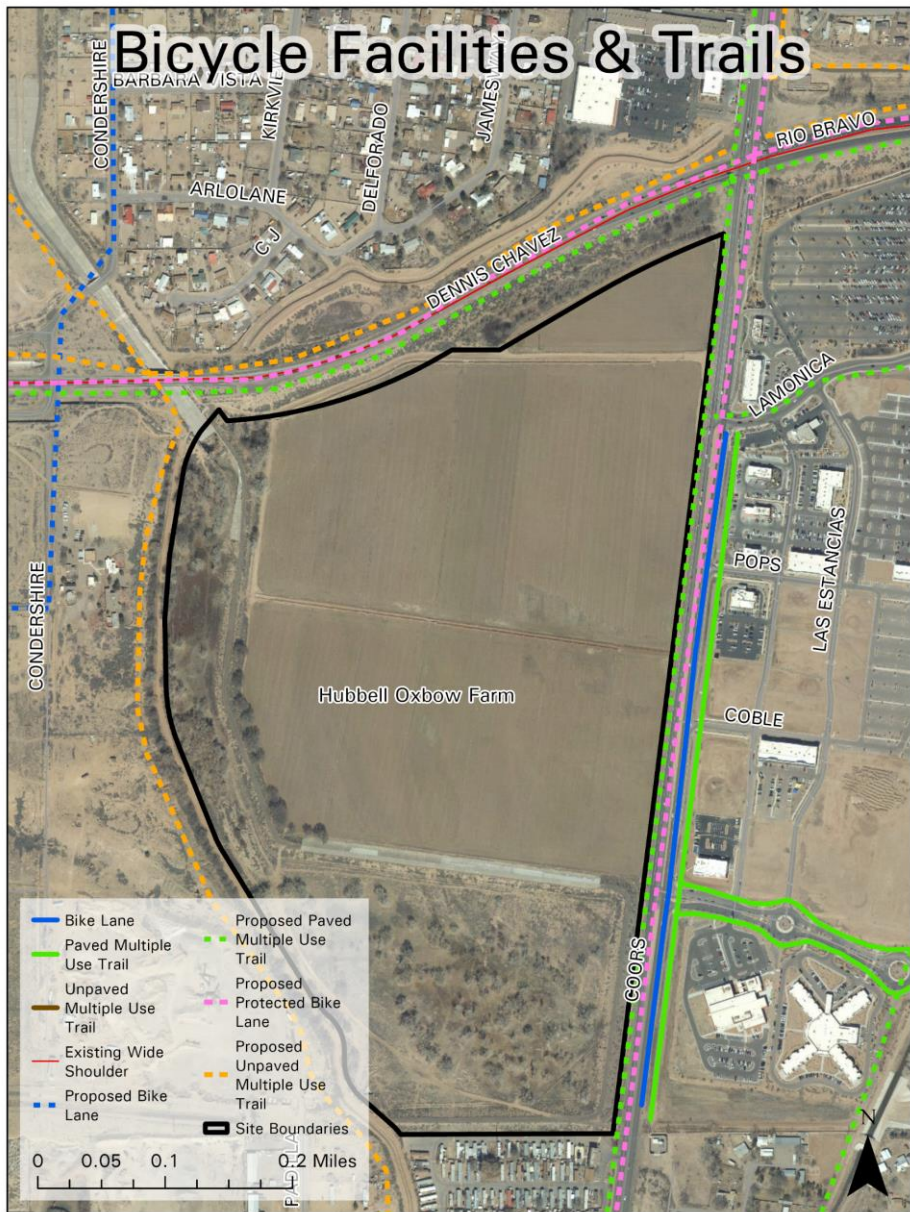 Bicycle Facilities & Trails
BARBARA VISTA
CONDERSHIRE
KIRKVIEW
DELFORADO
JAMESWAY
RIO BRAVO
ARLOLANE
C J
DENNIS CHAVEZ
LAMONICA
POPS
LAS ESTANCIAS
CONDERSHIRE
Hubbell Oxbow Farm
COBLE
COORS
Bike Lane
Paved Multiple
Use Trail
Unpaved
Multiple Use
Trail
Existing Wide
Shoulder
Proposed Bike
Lane
Proposed Paved
Multiple Use
Trail
Proposed
Protected Bike
Lane
Proposed
Unpaved
Multiple Use
Trail
Site Boundaries
0 0.05 0.1 0.2 Miles
PADILLA
N